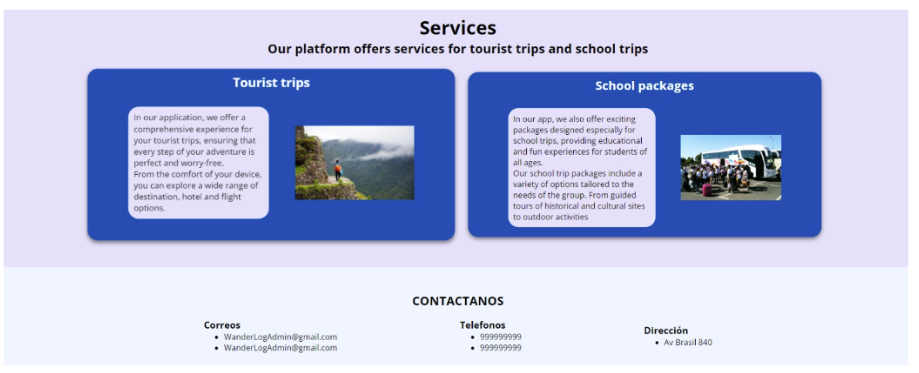 Services
Our platform offers services for tourist trips and school trips
Tourist trips
In our application, we offer a
comprehensive experience for
your tourist trips, ensuring that
every step of your adventure is
perfect and worry-free.
From the comfort of your device,
you can explore a wide range of
destination, hotel and flight
options.
School packages
In our app, we also offer exciting
packages designed especially for
school trips, providing educational
and fun experiences for students of
all ages.
Our school trip packages include a
variety of options tailored to the
needs of the group. From guided
tours of historical and cultural sites
to outdoor activities
CONTACTANOS
Correos
• WanderLogAdmin@gmail.com
• WanderLogAdmin@gmail.com
Telefonos
• 999999999
• 999999999
Dirección
• Av Brasil 840